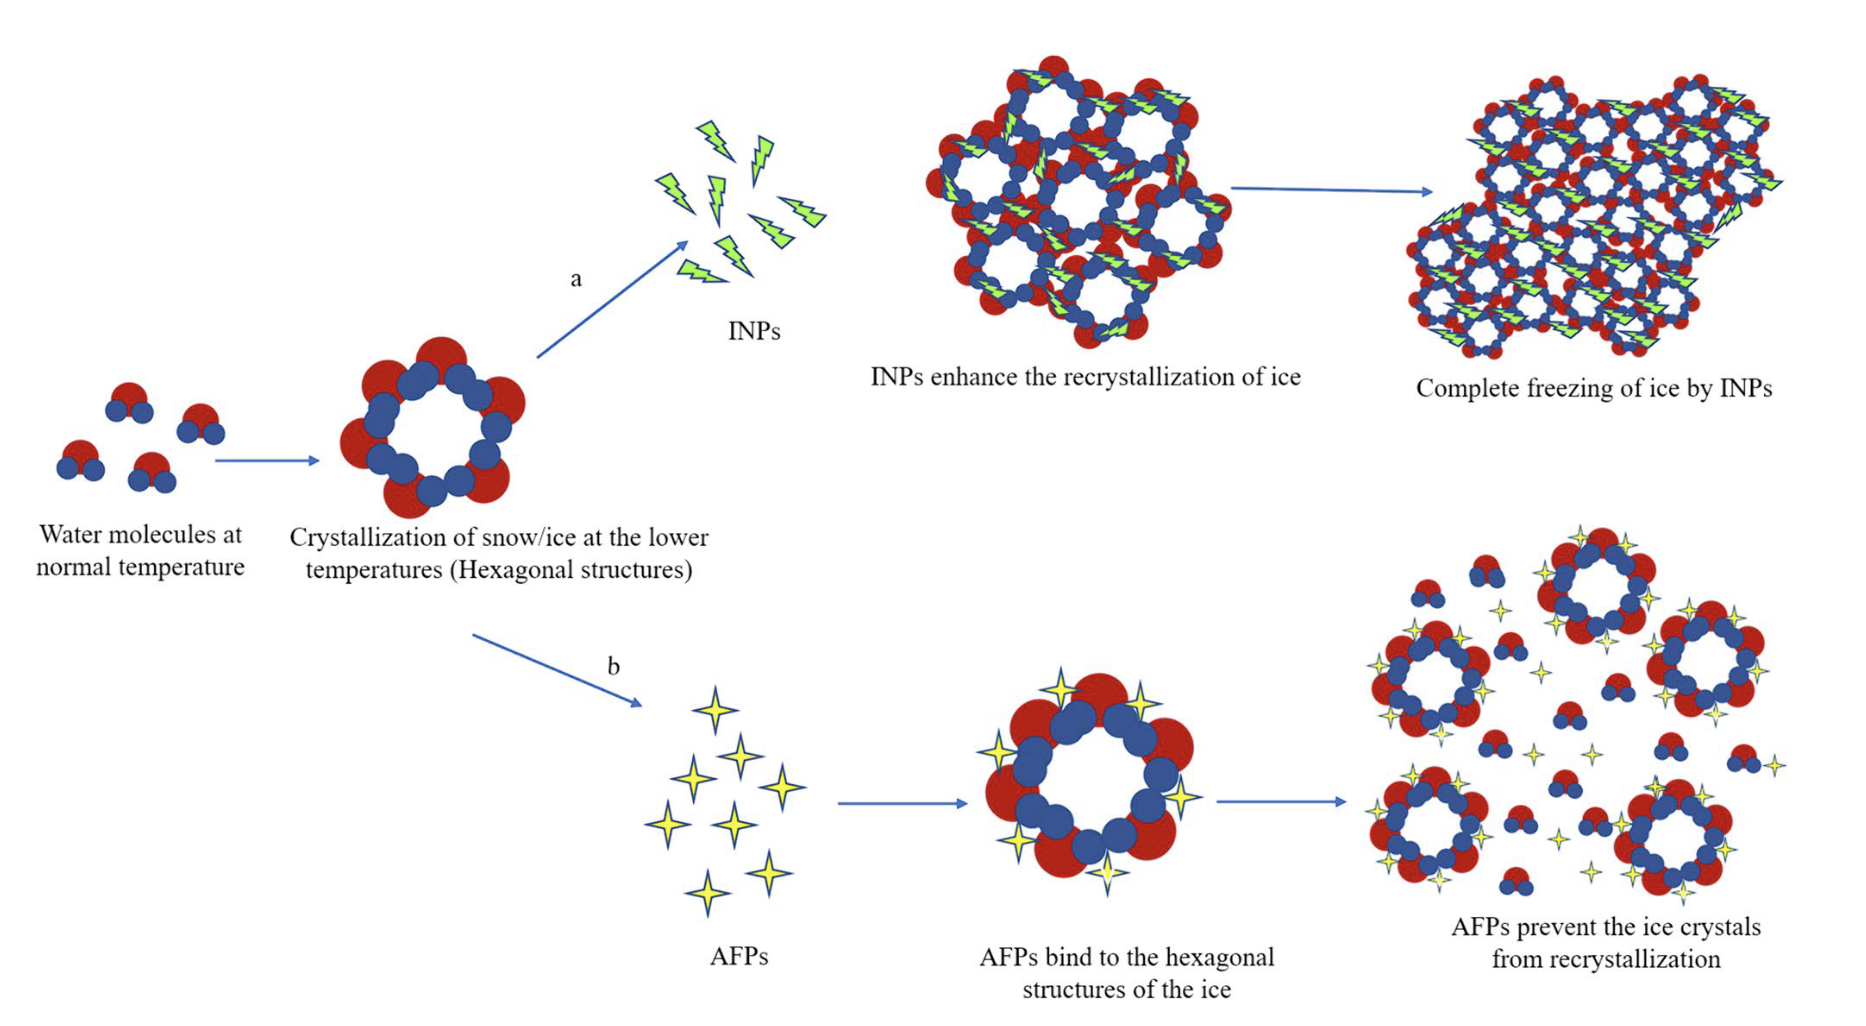 Water molecules at
normal temperature
Crystallization of snow/ice at the lower
temperatures (Hexagonal structures)
a
INPs
INPs enhance the recrystallization of ice
Complete freezing of ice by INPs
b
AFPs
AFPs bind to the hexagonal
structures of the ice
AFPs prevent the ice crystals
from recrystallization